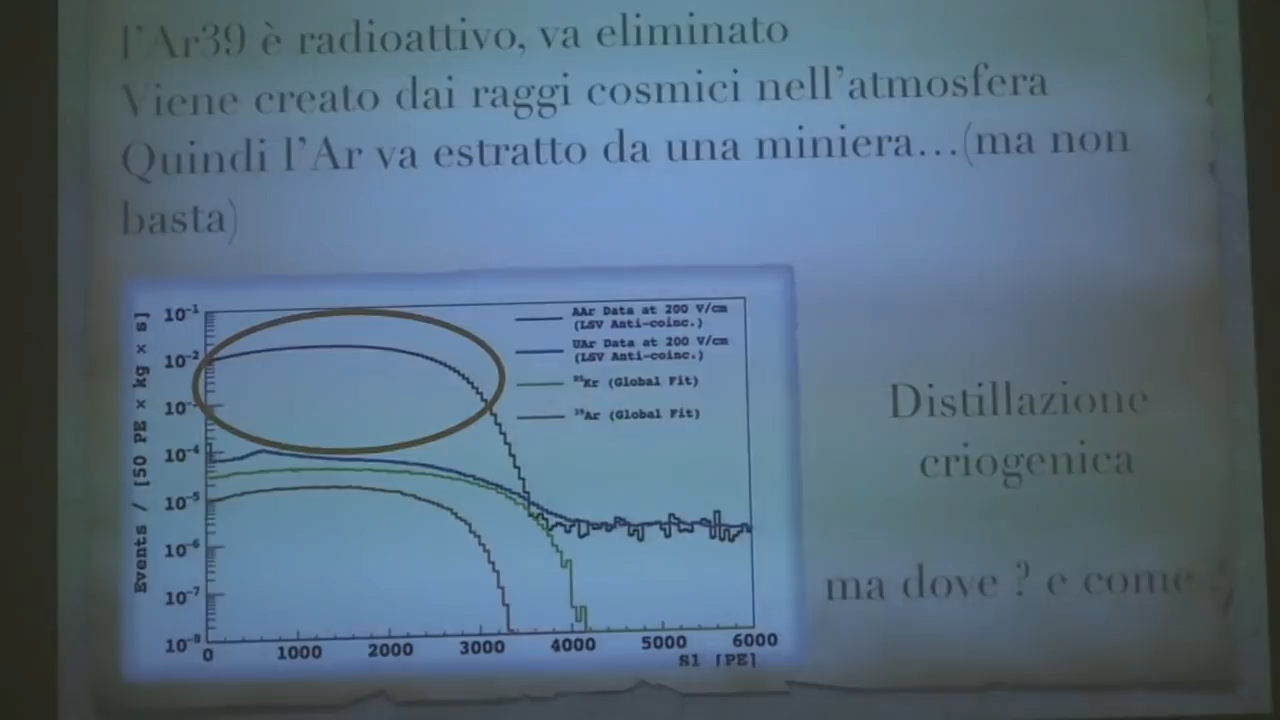 l'Ar39 è radioattivo, va eliminato
Viene creato dai raggi cosmici nell'atmosfera
Quindi l'Ar va estratto da una miniera...(ma non
basta)
AAr Data at 200 V/cm
(LSV Anti-coinc.)
UAr Data at 200 V/cm
(LSV Anti-coinc.)
⁸⁵Kr (Global Fit)
³⁹Ar (Global Fit)
Events / [50 PE × kg × s]
10⁻¹
10⁻²
10⁻⁴
10⁻⁵
10⁻⁶
10⁻⁷
10⁻⁸
0 1000 2000 3000 4000 5000 6000
S1 [PE]
Distillazione
criogenica
ma dove ? e come ?